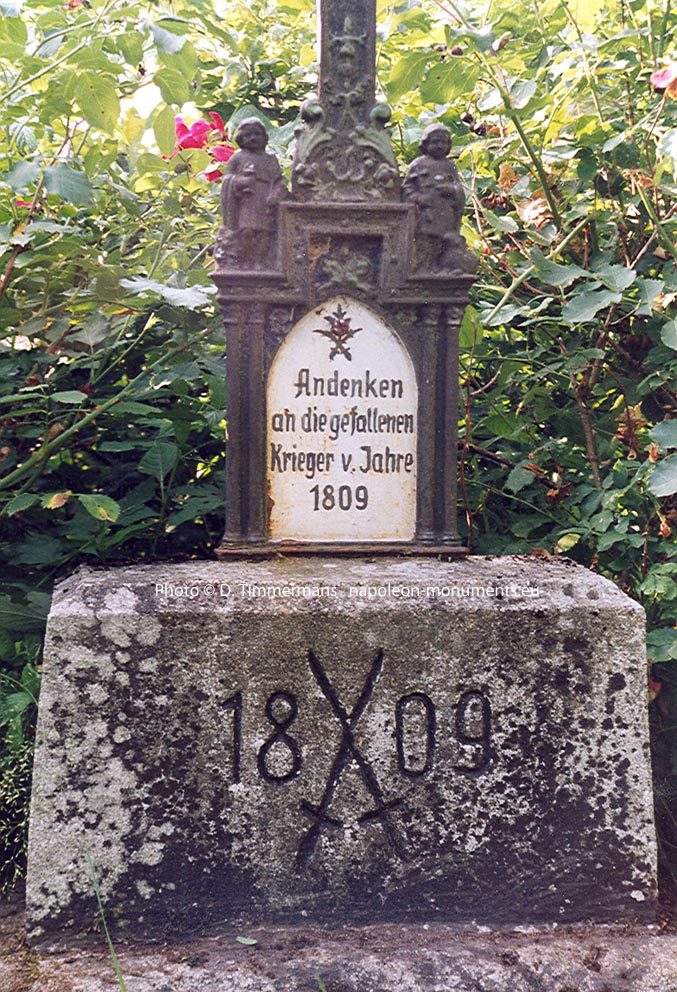 Andenken
an die gefallenen
Krieger v. Jahre
1809
Photo © D. Timmermans napoleon-monuments.eu
18 09